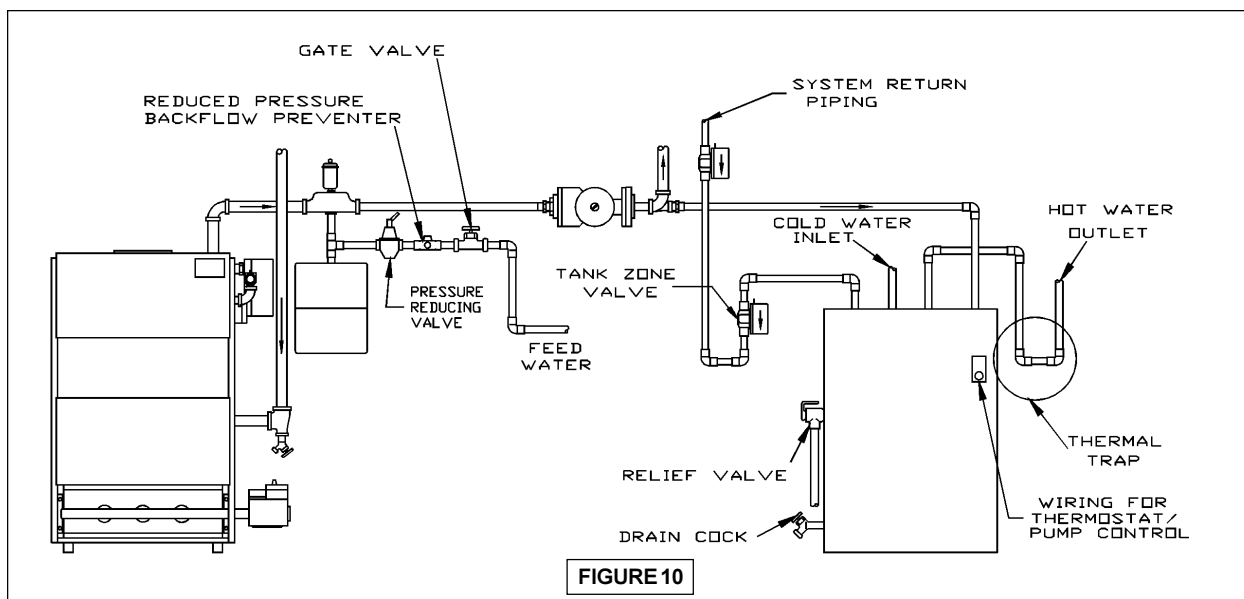 GATE VALVE
REDUCED PRESSURE
BACKFLOW PREVENTER
SYSTEM RETURN
PIPING
COLD WATER
INLET
HOT WATER
OUTLET
TANK ZONE
VALVE
PRESSURE
REDUCING
VALVE
FEED
WATER
RELIEF VALVE
THERMAL
TRAP
DRAIN COCK
WIRING FOR
THERMOSTAT/
PUMP CONTROL
FIGURE 10